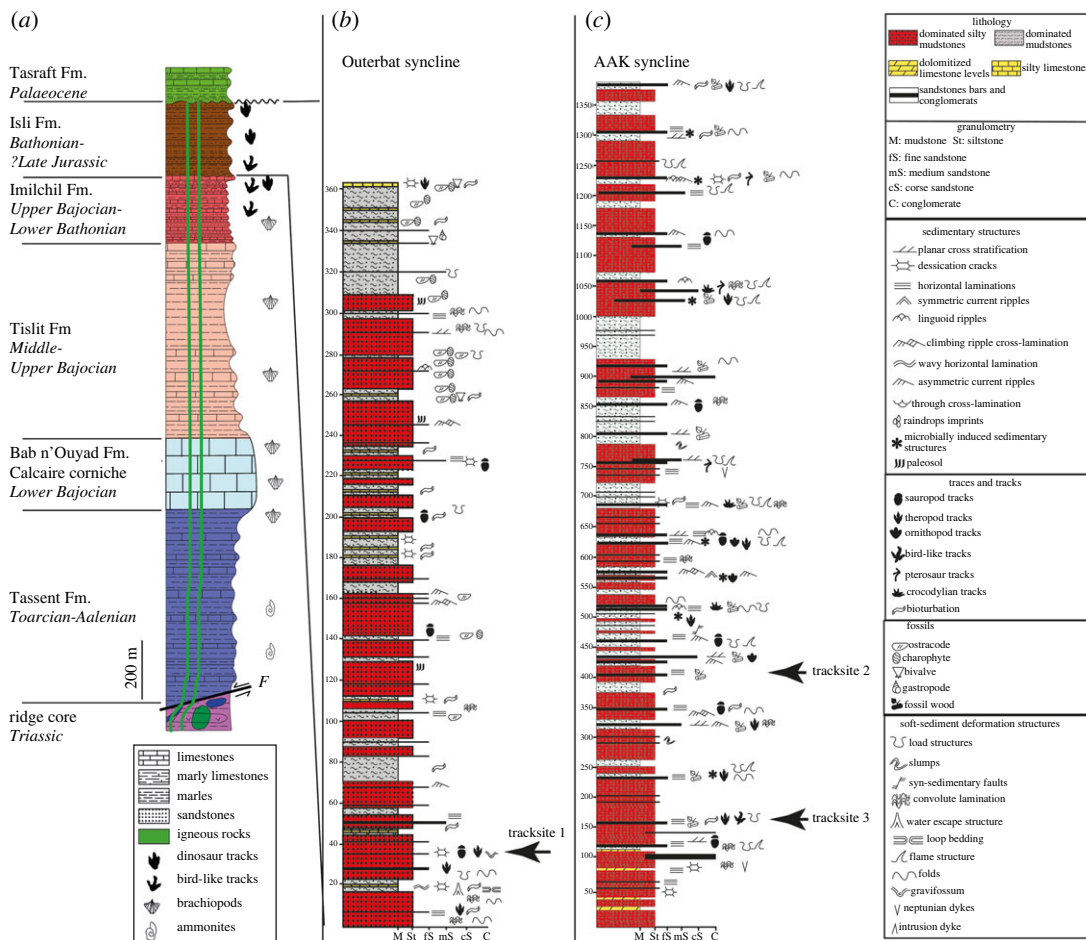 (a)
Tasraft Fm.
Palaeocene
Isli Fm.
Bathonian-
?Late Jurassic
Imilchil Fm.
Upper Bajocian-
Lower Bathonian
Tislit Fm
Middle-
Upper Bajocian
Bab n’Ouyad Fm.
Calcaire corniche
Lower Bajocian
Tassent Fm.
Toarcian-Aalenian
200 m
F
ridge core
Triassic
limestones
marly limestones
marles
sandstones
igneous rocks
dinosaur tracks
bird-like tracks
brachiopods
ammonites
(b)
Outerbat syncline
360
340
320
300
280
260
240
220
200
180
160
140
120
100
80
60
40
20
M St fS mS cS C
tracksite 1
(c)
AAK syncline
1350
1300
1250
1200
1150
1100
1050
1000
950
900
850
800
750
700
650
600
550
500
450
400
350
300
250
200
150
100
50
M St fS mS cS C
tracksite 2
tracksite 3
lithology
dominated silty
mudstones
dominated
mudstones
dolomitized
limestone levels
silty limestones
sandstones bars and
conglomerats
granulometry
M: mudstone St: siltstone
fS: fine sandstone
mS: medium sandstone
cS: corse sandstone
C: conglomerate
sedimentary structures
planar cross stratification
dessication cracks
horizontal laminations
symmetric current ripples
linguoid ripples
climbing ripple cross-lamination
wavy horizontal lamination
asymmetric current ripples
through cross-lamination
raindrops imprints
microbially induced sedimentary
structures
paleosol
traces and tracks
sauropod tracks
theropod tracks
ornithopod tracks
bird-like tracks
pterosaur tracks
crocodylian tracks
bioturbation
fossils
ostracode
charophyte
bivalve
gastropode
fossil wood
soft-sediment deformation structures
load structures
slumps
syn-sedimentary faults
convolute lamination
water escape structure
loop bedding
flame structure
folds
gravifossum
neptunian dykes
intrusion dyke